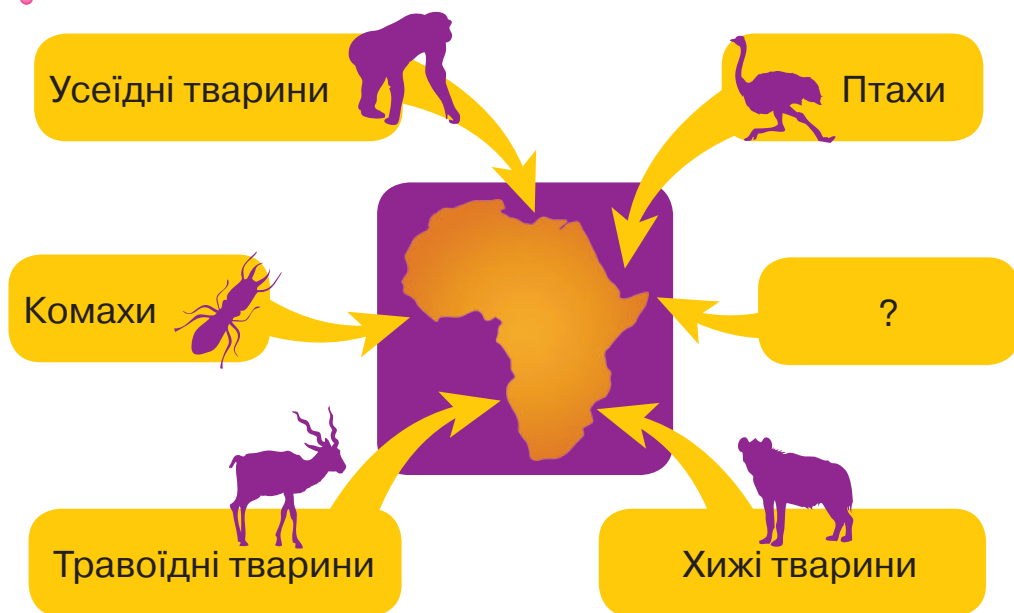 Усеїдні тварини
Птахи
Комахи
?
Травоїдні тварини
Хижі тварини